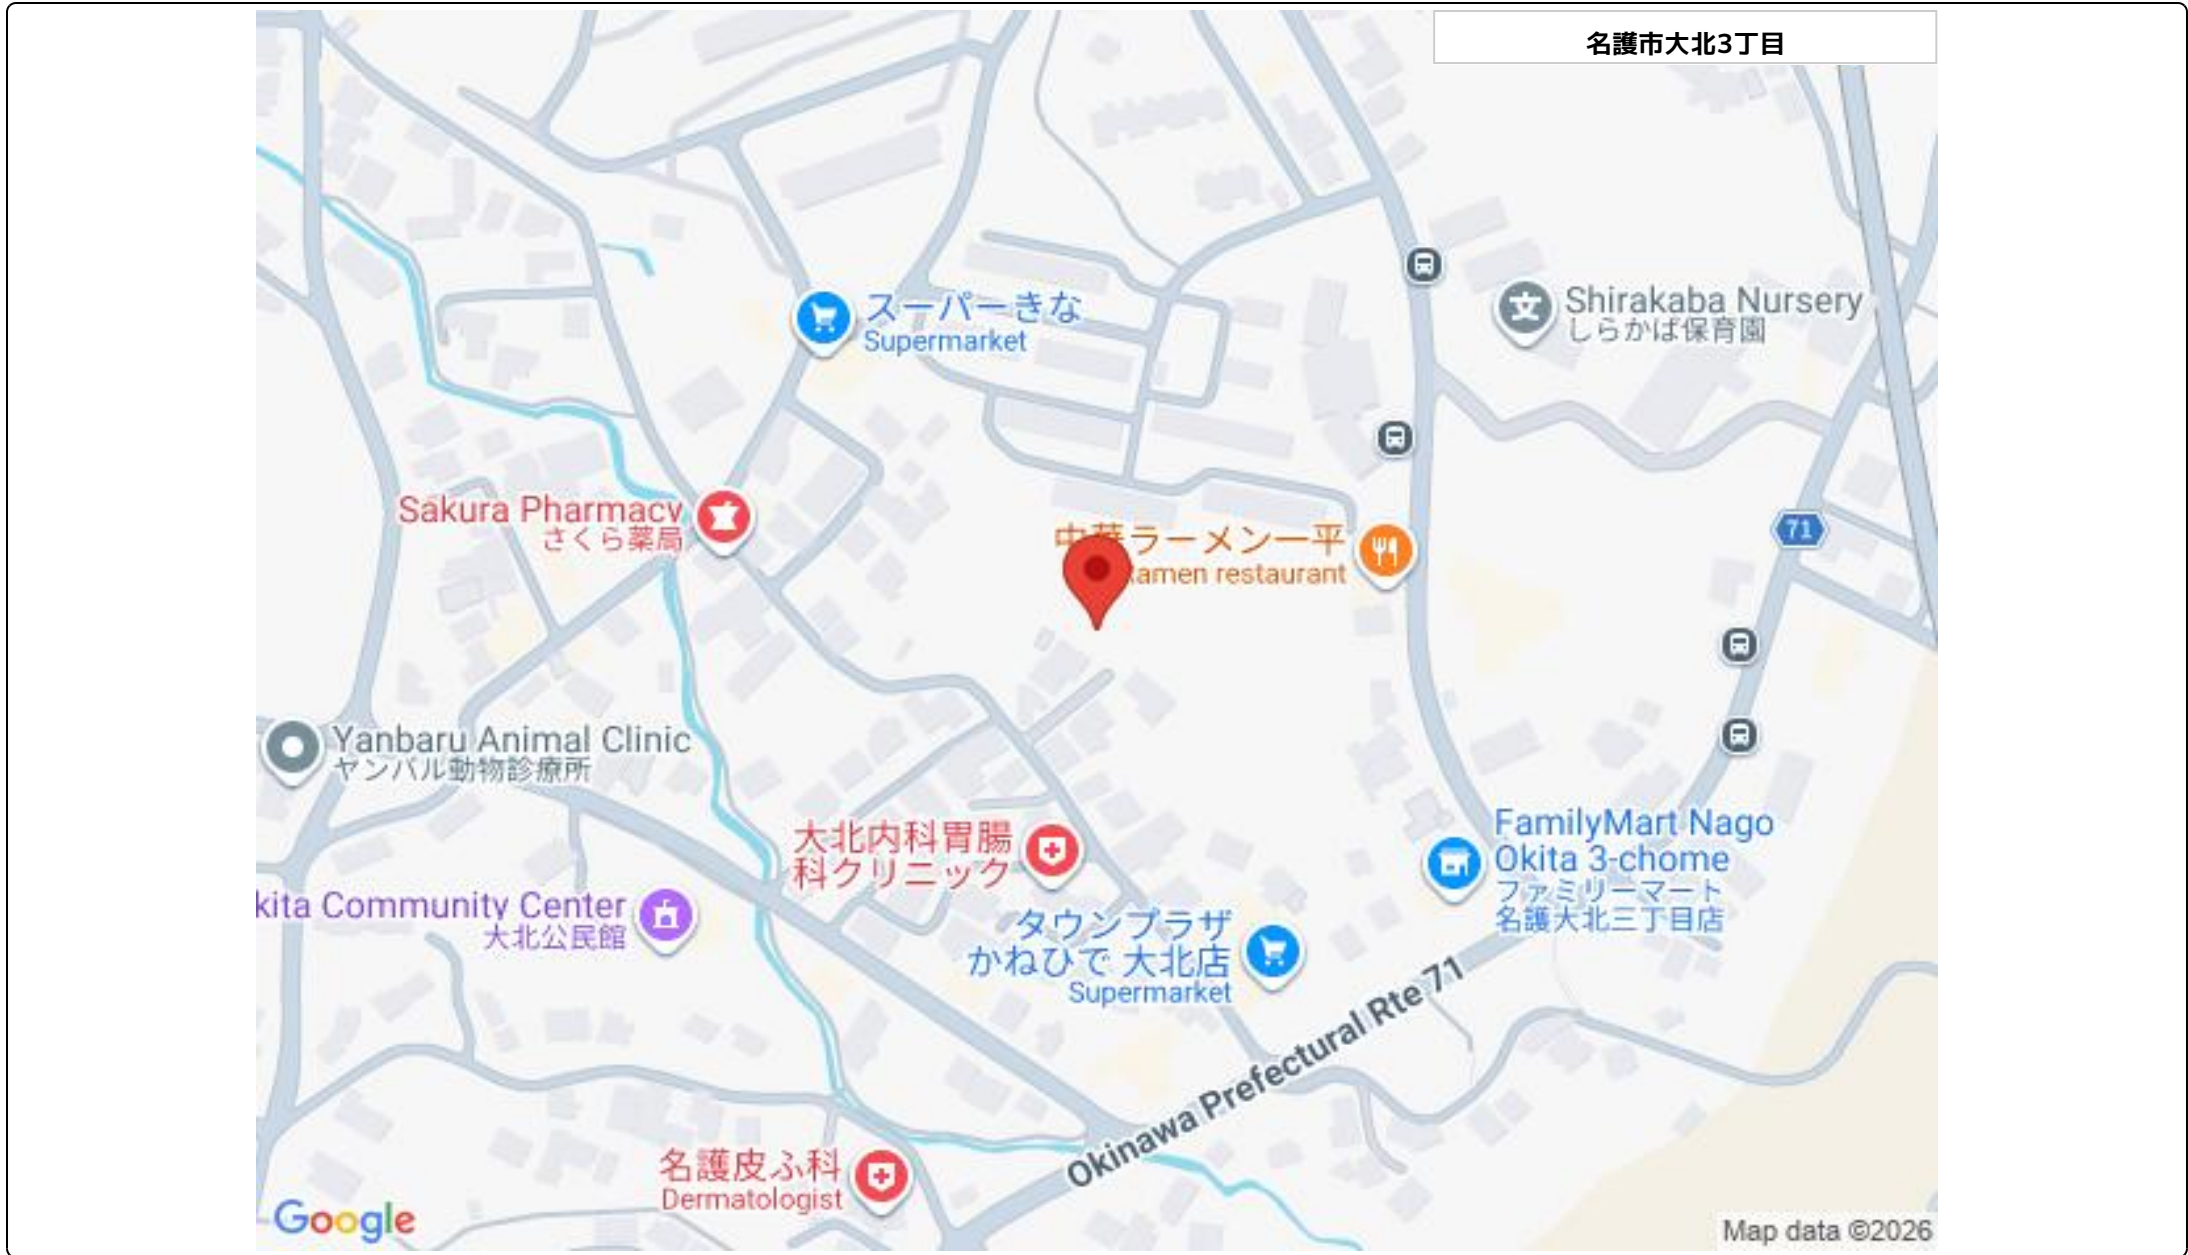 名護市大北3丁目
スーパーきな
Supermarket
Shirakaba Nursery
しらかば保育園
Sakura Pharmacy
さくら薬局
中華ラーメン一平
Ramen restaurant
71
Yanbaru Animal Clinic
ヤンバル動物診療所
大北内科胃腸
科クリニック
FamilyMart Nago
Okita 3-chome
ファミリーマート
名護大北三丁目店
kita Community Center
大北公民館
タウンプラザ
かねひで 大北店
Supermarket
Okinawa Prefectural Rte 71
名護皮ふ科
Dermatologist
Google
Map data ©2026